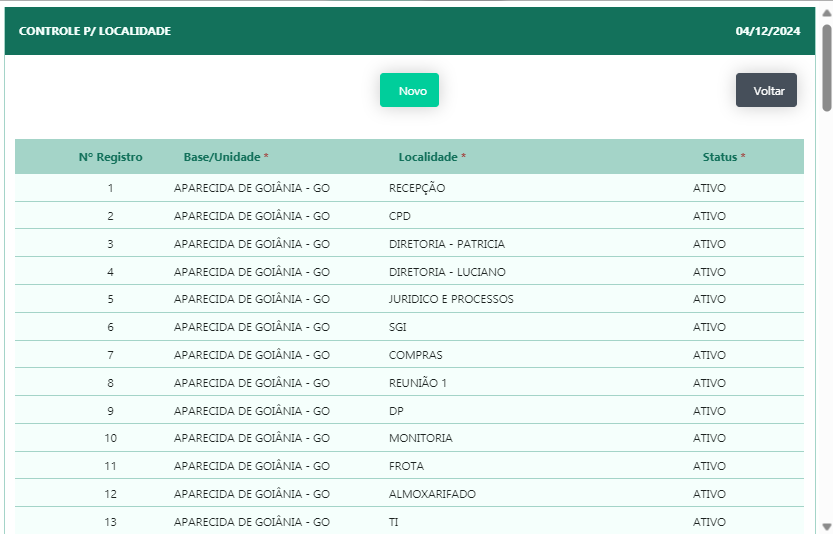 CONTROLE P/ LOCALIDADE 04/12/2024
Novo Voltar
Nº Registro Base/Unidade * Localidade * Status *
1 APARECIDA DE GOIÂNIA - GO RECEPÇÃO ATIVO
2 APARECIDA DE GOIÂNIA - GO CPD ATIVO
3 APARECIDA DE GOIÂNIA - GO DIRETORIA - PATRICIA ATIVO
4 APARECIDA DE GOIÂNIA - GO DIRETORIA - LUCIANO ATIVO
5 APARECIDA DE GOIÂNIA - GO JURIDICO E PROCESSOS ATIVO
6 APARECIDA DE GOIÂNIA - GO SGI ATIVO
7 APARECIDA DE GOIÂNIA - GO COMPRAS ATIVO
8 APARECIDA DE GOIÂNIA - GO REUNIÃO 1 ATIVO
9 APARECIDA DE GOIÂNIA - GO DP ATIVO
10 APARECIDA DE GOIÂNIA - GO MONITORIA ATIVO
11 APARECIDA DE GOIÂNIA - GO FROTA ATIVO
12 APARECIDA DE GOIÂNIA - GO ALMOXARIFADO ATIVO
13 APARECIDA DE GOIÂNIA - GO TI ATIVO